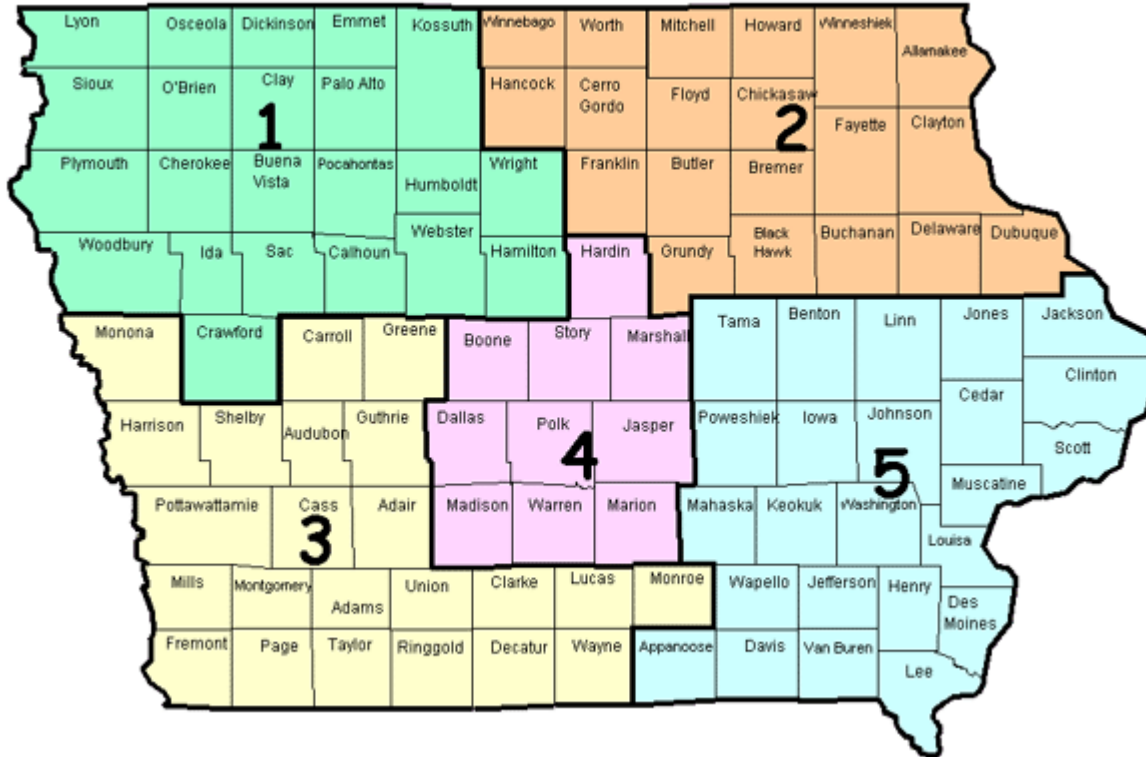 Lyon
Osceola
Dickinson
Emmet
Kossuth
Winnebago
Worth
Mitchell
Howard
Winneshiek
Allamakee
Sioux
O'Brien
Clay
Palo Alto
Hancock
Cerro
Gordo
Floyd
Chickasaw
1
2
Fayette
Clayton
Plymouth
Cherokee
Buena
Vista
Pocahontas
Humboldt
Wright
Franklin
Butler
Bremer
Woodbury
Ida
Sac
Calhoun
Webster
Hamilton
Hardin
Grundy
Black
Hawk
Buchanan
Delaware
Dubuque
Monona
Crawford
Carroll
Greene
Boone
Story
Marshall
Tama
Benton
Linn
Jones
Jackson
Clinton
Cedar
Harrison
Shelby
Audubon
Guthrie
Dallas
Polk
Jasper
Poweshiek
Iowa
Johnson
Scott
4
5
Muscatine
Pottawattamie
Cass
Adair
Madison
Warren
Marion
Mahaska
Keokuk
Washington
Louisa
3
Mills
Montgomery
Adams
Union
Clarke
Lucas
Monroe
Wapello
Jefferson
Henry
Des
Moines
Fremont
Page
Taylor
Ringgold
Decatur
Wayne
Appanoose
Davis
Van Buren
Lee